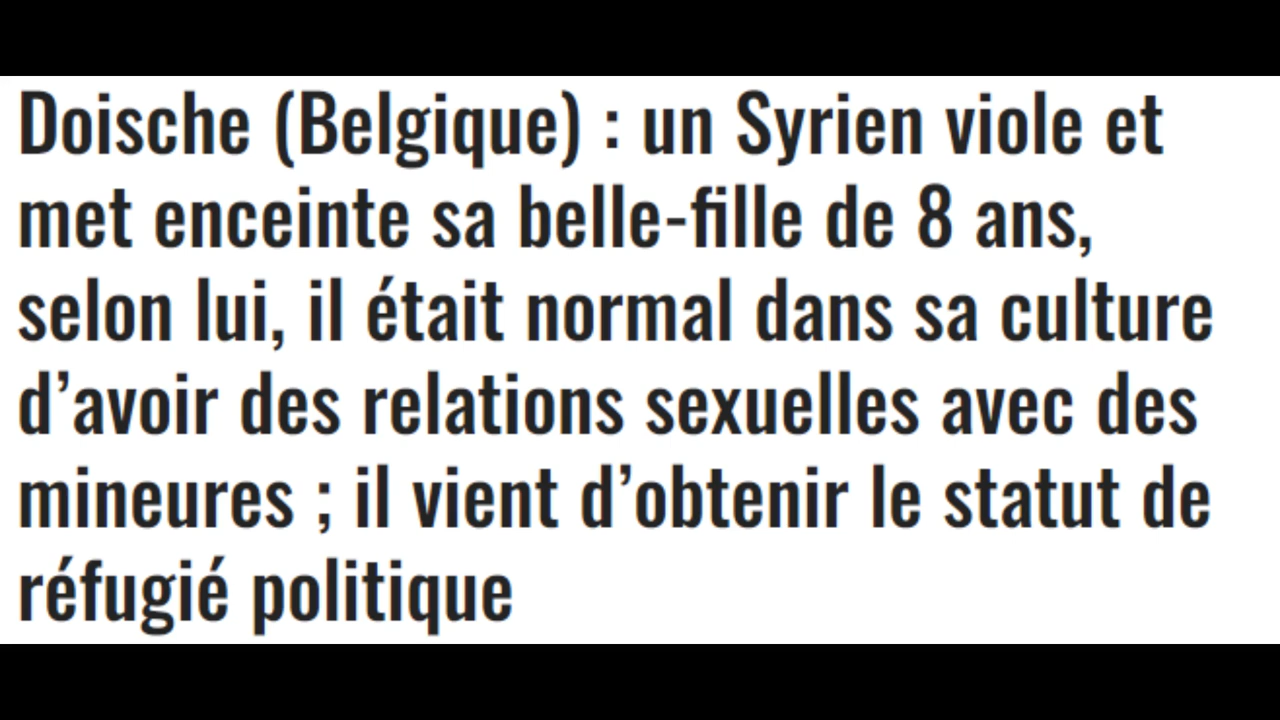 Doische (Belgique) : un Syrien viole et
met enceinte sa belle-fille de 8 ans,
selon lui, il était normal dans sa culture
d’avoir des relations sexuelles avec des
mineures ; il vient d’obtenir le statut de
réfugié politique